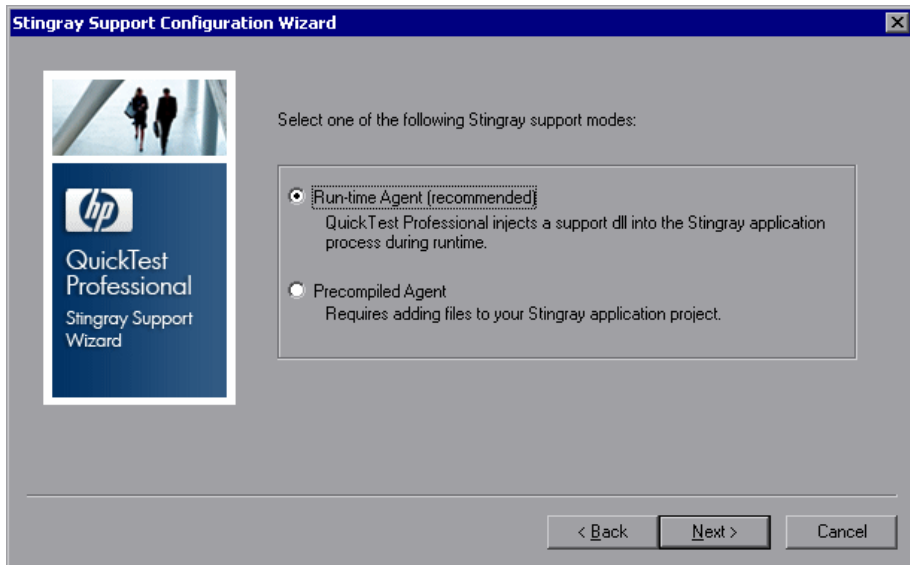 Stingray Support Configuration Wizard
Select one of the following Stingray support modes:
hp
QuickTest
Professional
Stingray Support
Wizard
Run-time Agent (recommended)
QuickTest Professional injects a support dll into the Stingray application
process during runtime.
Precompiled Agent
Requires adding files to your Stingray application project.
< Back
Next >
Cancel